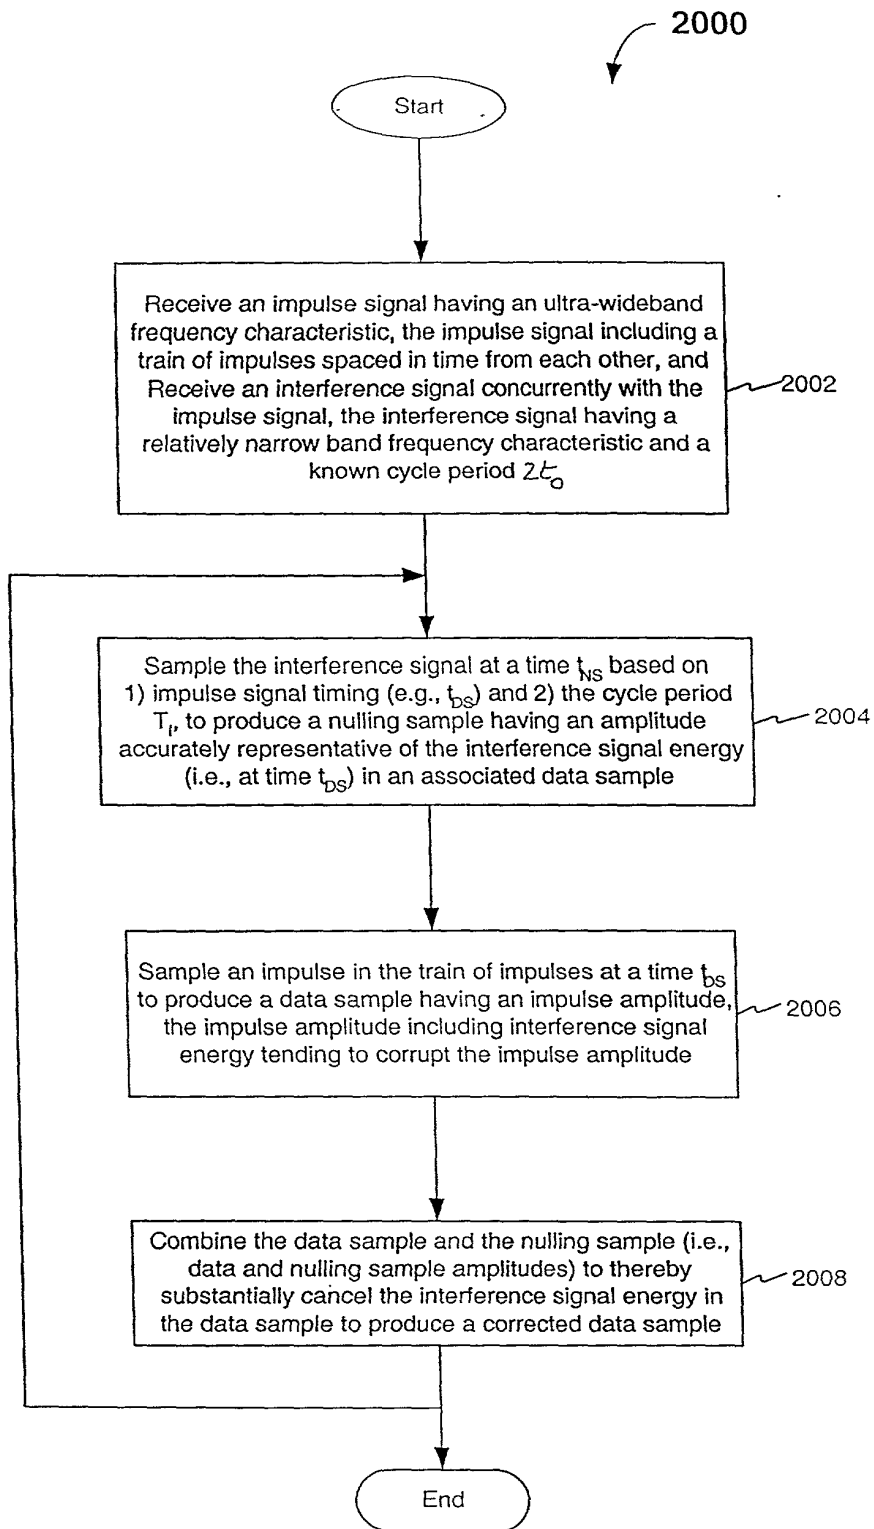 2000
Start
Receive an impulse signal having an ultra-wideband
frequency characteristic, the impulse signal including a
train of impulses spaced in time from each other, and
Receive an interference signal concurrently with the
impulse signal, the interference signal having a
relatively narrow band frequency characteristic and a
known cycle period 2t₀
2002
Sample the interference signal at a time t_NS based on
1) impulse signal timing (e.g., t_DS) and 2) the cycle period
T_I, to produce a nulling sample having an amplitude
accurately representative of the interference signal energy
(i.e., at time t_DS) in an associated data sample
2004
Sample an impulse in the train of impulses at a time t_DS
to produce a data sample having an impulse amplitude,
the impulse amplitude including interference signal
energy tending to corrupt the impulse amplitude
2006
Combine the data sample and the nulling sample (i.e.,
data and nulling sample amplitudes) to thereby
substantially cancel the interference signal energy in
the data sample to produce a corrected data sample
2008
End